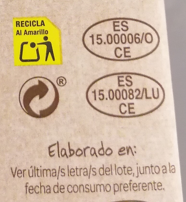 RECICLA
Al Amarillo
ES
15.00006/O
CE
®
ES
15.00082/LU
CE
Elaborado en:
Ver última/s letra/s del lote, junto a la
fecha de consumo preferente.